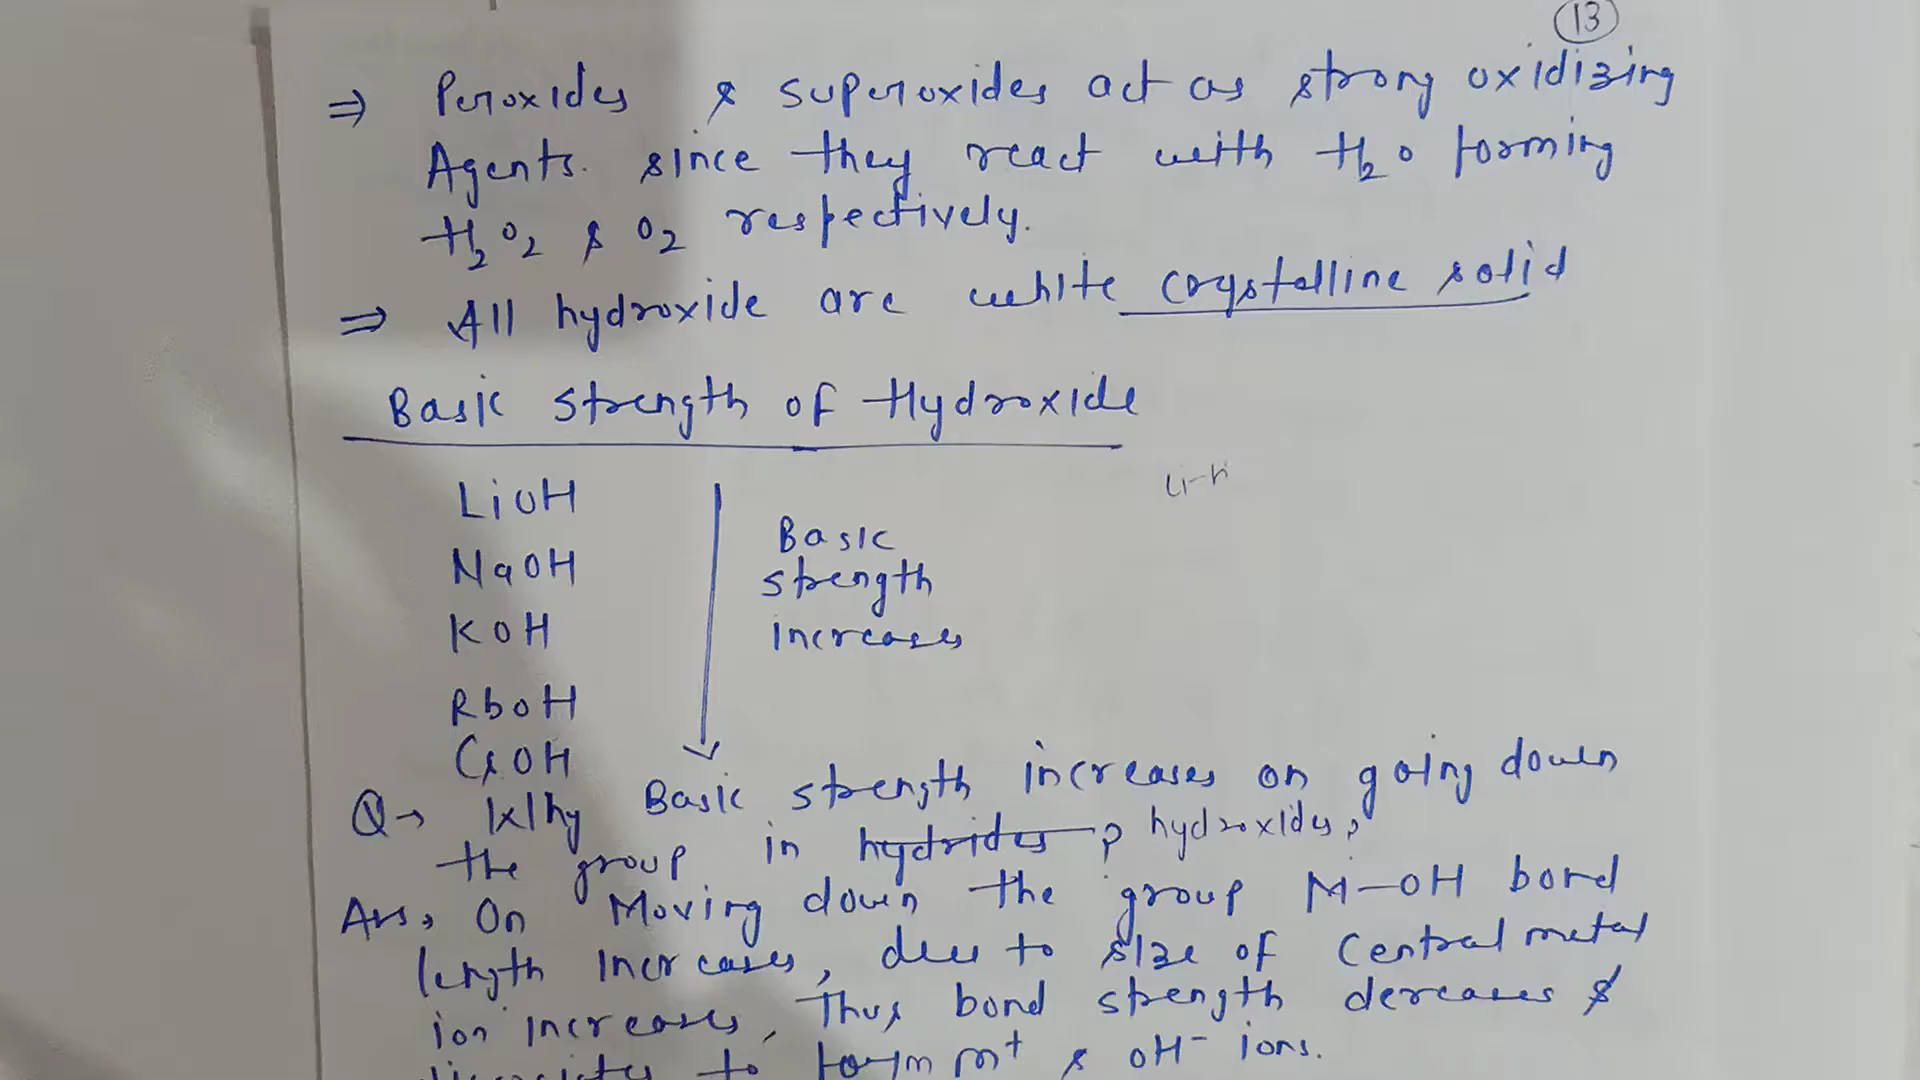 13
⇒ Peroxides & superoxides act as strong oxidizing
Agents. since they react with H₂O forming
H₂O₂ & O₂ respectively.
⇒ All hydroxide are white crystalline solid
Basic strength of Hydroxide
Li-H
LiOH
NaOH
KOH
RbOH
CsOH
Basic
strength
increases
Q→ Why Basic strength increases on going down
the group in hydrides ? hydroxides?
Ans, On Moving down the group M-OH bond
length increases, due to size of central metal
ion increases, Thus bond strength dercases &
to form m⁺ & OH⁻ ions.